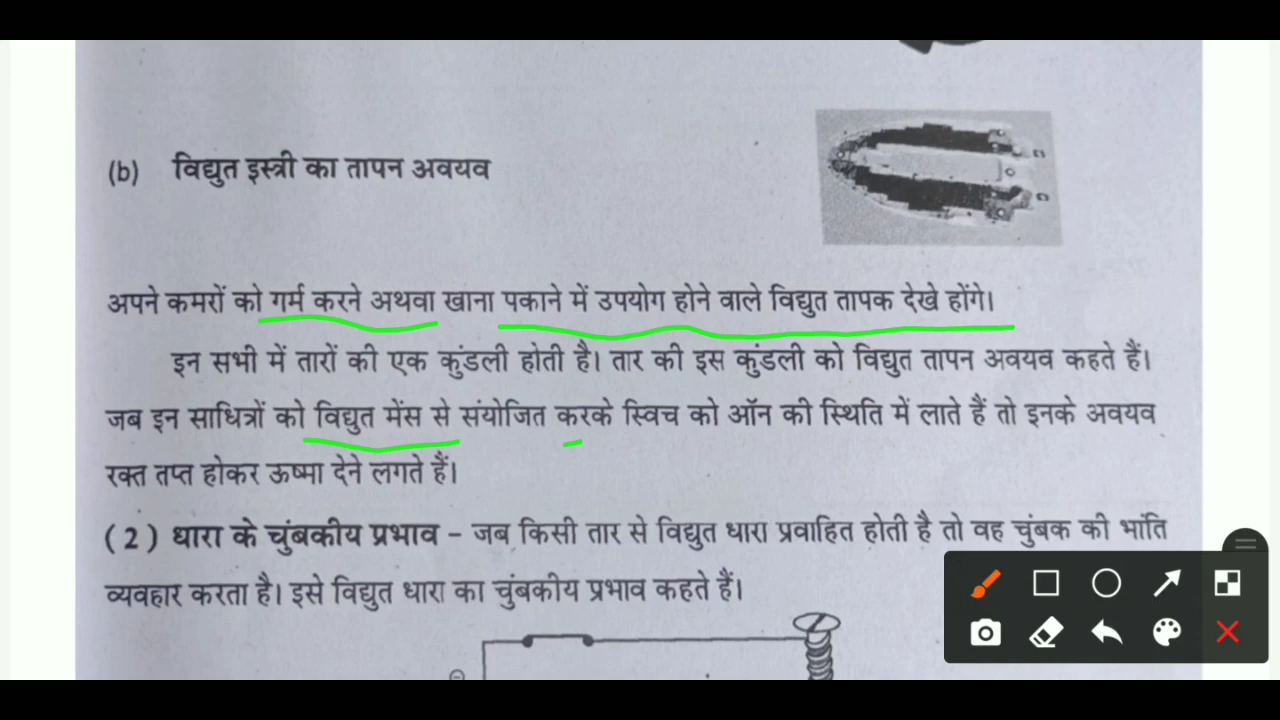 (b) विद्युत इस्त्री का तापन अवयव
अपने कमरों को गर्म करने अथवा खाना पकाने में उपयोग होने वाले विद्युत तापक देखे होंगे।
इन सभी में तारों की एक कुंडली होती है। तार की इस कुंडली को विद्युत तापन अवयव कहते हैं।
जब इन साधित्रों को विद्युत मेंस से संयोजित करके स्विच को ऑन की स्थिति में लाते हैं तो इनके अवयव
रक्त तप्त होकर ऊष्मा देने लगते हैं।
(2) धारा के चुंबकीय प्रभाव – जब किसी तार से विद्युत धारा प्रवाहित होती है तो वह चुंबक की भांति
व्यवहार करता है। इसे विद्युत धारा का चुंबकीय प्रभाव कहते हैं।